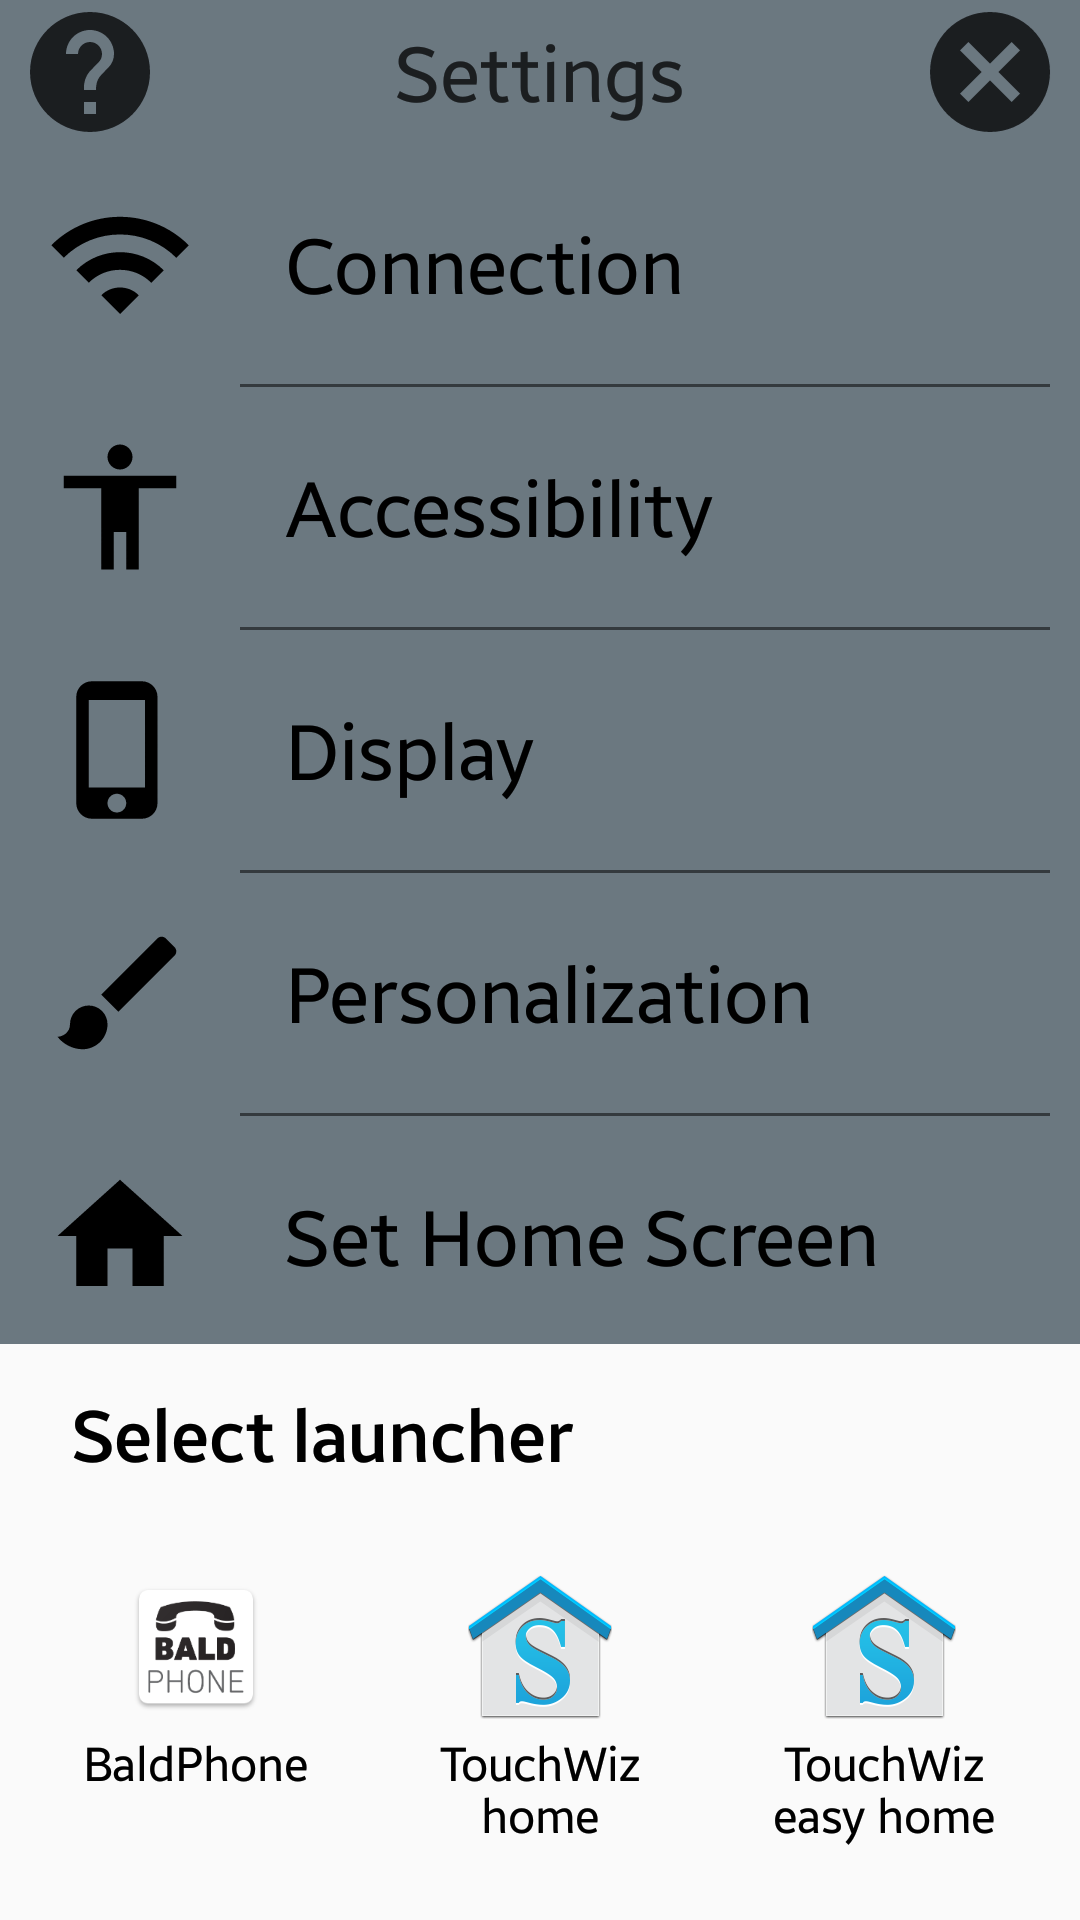 Settings
Connection
Accessibility
Display
Personalization
Set Home Screen
Select launcher
BALD
PHONE
S
S
BaldPhone
TouchWiz
home
TouchWiz
easy home